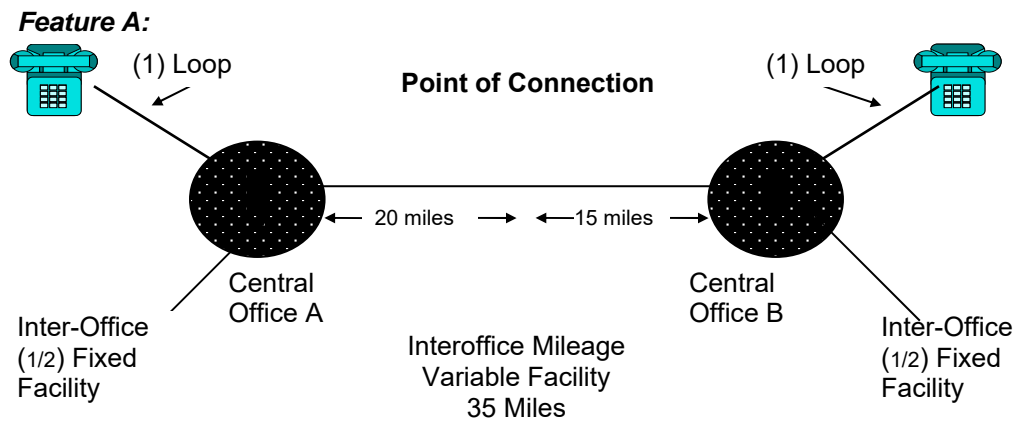 Feature A:
(1) Loop
Point of Connection
(1) Loop
20 miles
15 miles
Central
Office A
Central
Office B
Inter-Office
(1/2) Fixed
Facility
Interoffice Mileage
Variable Facility
35 Miles
Inter-Office
(1/2) Fixed
Facility